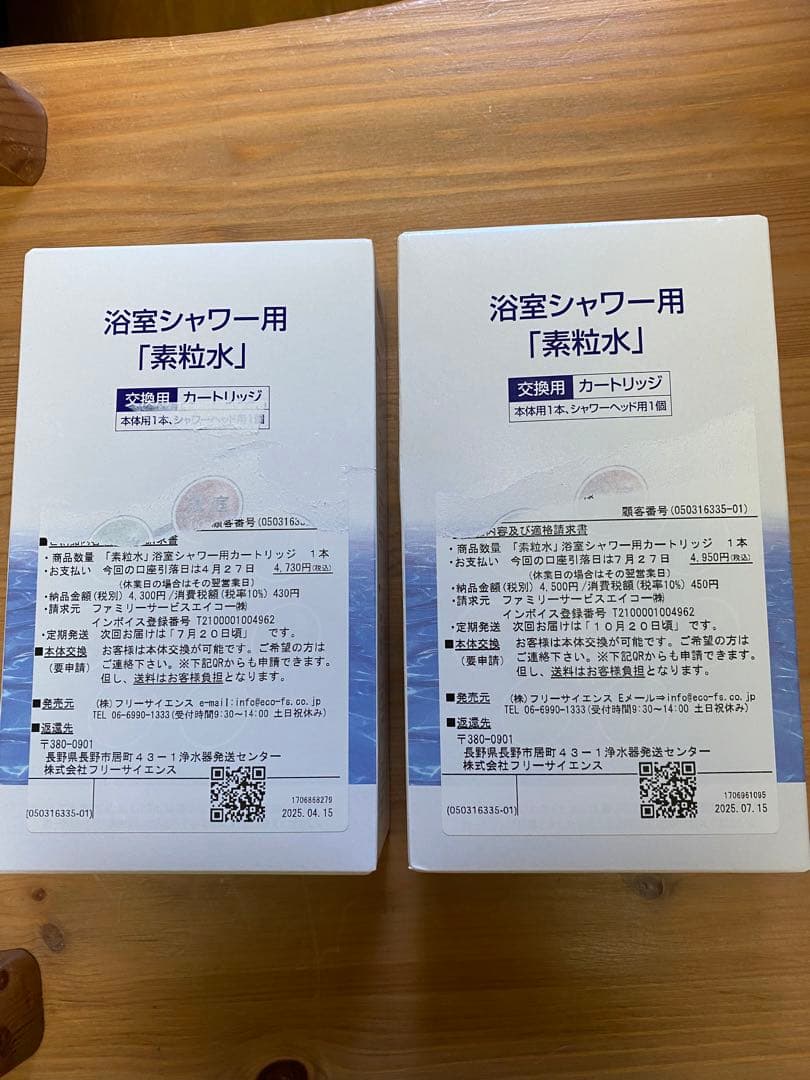 浴室シャワー用
「素粒水」
交換用 カートリッジ
本体用1本、シャワーヘッド用1個
室
顧客番号(05031633
請求書
・商品数量 「素粒水」浴室シャワー用カートリッジ 1本
・お支払い 今回の口座引落日は4月27日 4,730円(税込)
(休業日の場合はその翌営業日)
・納品金額(税別) 4,300円/消費税額(税率10%) 430円
・請求元 ファミリーサービスエイコー㈱
インボイス登録番号 T2100001004962
・定期発送 次回お届けは「7月20日頃」 です。
■本体交換 お客様は本体交換が可能です。ご希望の方は
(要申請) ご連絡下さい。※下記QRからも申請できます。
但し、送料はお客様負担となります。
■発売元 (株)フリーサイエンス e-mail:info@eco-fs.co.jp
TEL 06-6990-1333(受付時間9:30~14:00 土日祝休み)
■返還先
〒380-0901
長野県長野市居町43-1浄水器発送センター
株式会社フリーサイエンス
1706868279
(050316335-01)
2025.04.15
浴室シャワー用
「素粒水」
交換用 カートリッジ
本体用1本、シャワーヘッド用1個
顧客番号(050316335-01)
内容及び適格請求書
・商品数量 「素粒水」浴室シャワー用カートリッジ 1本
・お支払い 今回の口座引落日は7月27日 4,950円(税込)
(休業日の場合はその翌営業日)
・納品金額(税別) 4,500円/消費税額(税率10%) 450円
・請求元 ファミリーサービスエイコー㈱
インボイス登録番号 T2100001004962
・定期発送 次回お届けは「10月20日頃」 です。
■本体交換 お客様は本体交換が可能です。ご希望の方は
(要申請) ご連絡下さい。※下記QRからも申請できます。
但し、送料はお客様負担となります。
■発売元 (株)フリーサイエンス Eメール⇒info@eco-fs.co.jp
TEL 06-6990-1333(受付時間9:30~14:00 土日祝休み)
■返還先
〒380-0901
長野県長野市居町43-1浄水器発送センター
株式会社フリーサイエンス
1706961095
(050316335-01)
2025.07.15